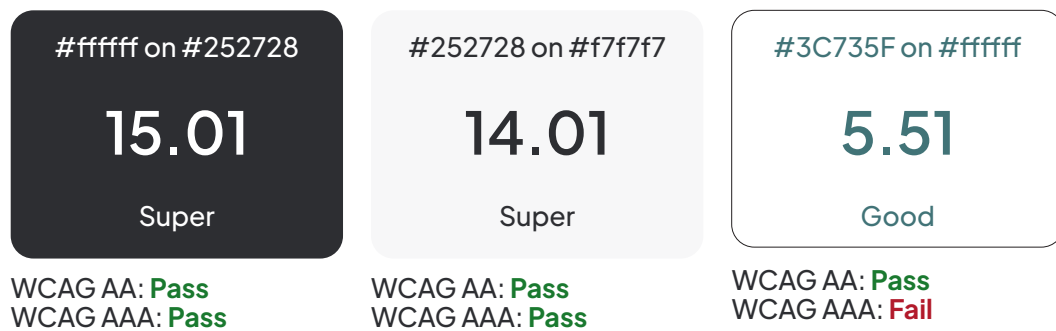 #ffffff on #252728
15.01
Super
WCAG AA: Pass
WCAG AAA: Pass
#252728 on #f7f7f7
14.01
Super
WCAG AA: Pass
WCAG AAA: Pass
#3C735F on #ffffff
5.51
Good
WCAG AA: Pass
WCAG AAA: Fail